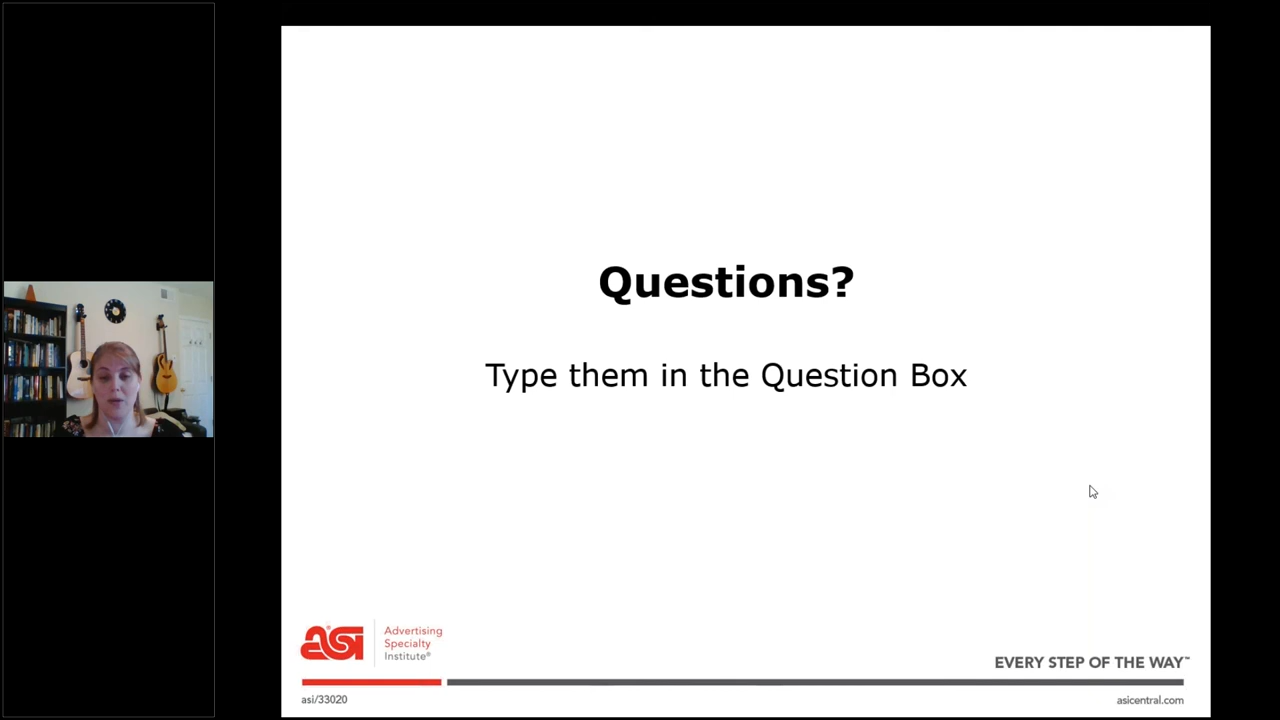 Questions?
Type them in the Question Box
asi
Advertising
Specialty
Institute®
EVERY STEP OF THE WAY™
asi/33020
asicentral.com